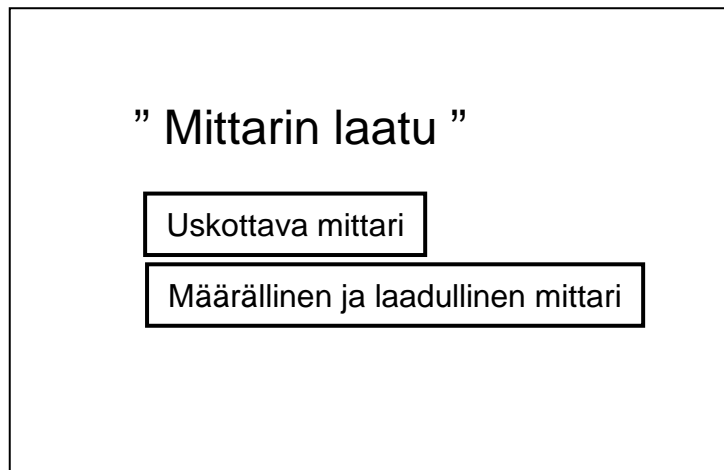 ” Mittarin laatu ”
Uskottava mittari
Määrällinen ja laadullinen mittari